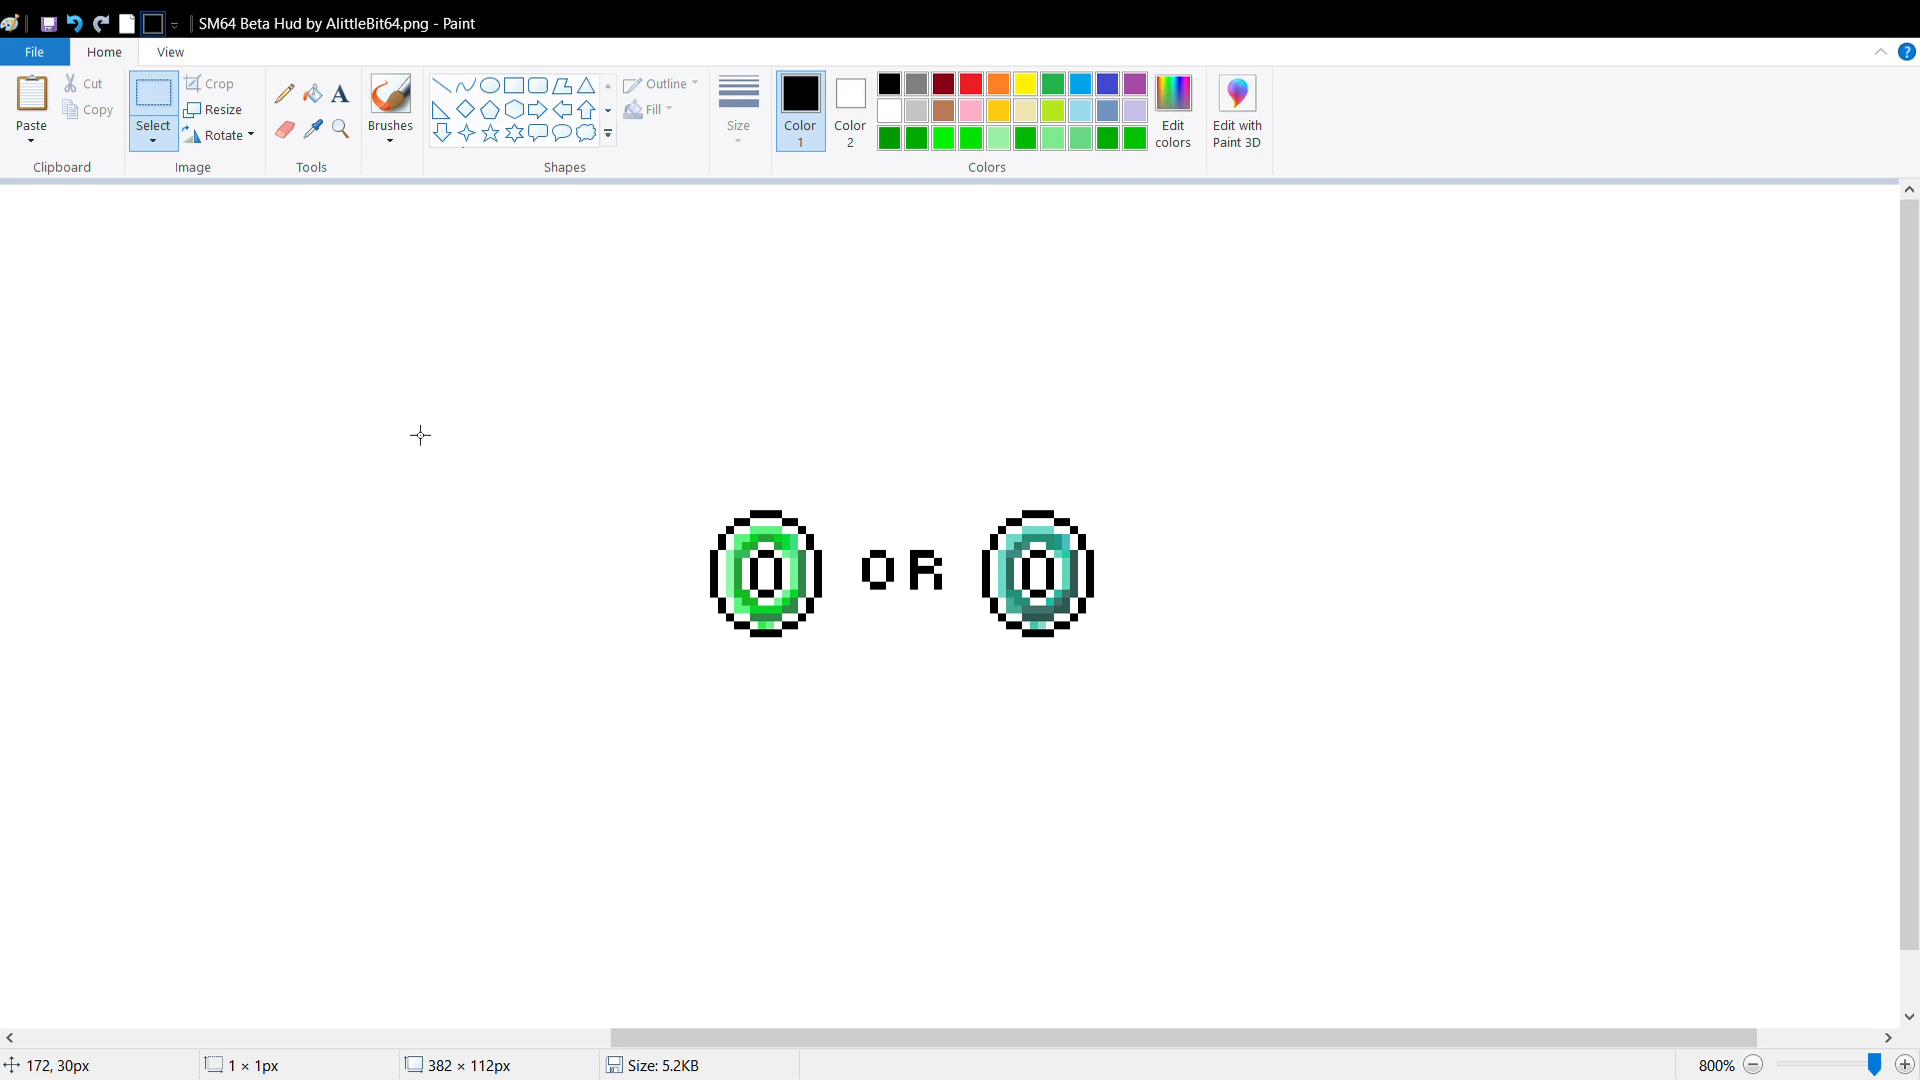 SM64 Beta Hud by AlittleBit64.png - Paint
File Home View
Paste
Cut
Copy
Clipboard
Select
Crop
Resize
Rotate
Image
A
Tools
Brushes
Shapes
Outline
Fill
Size
Color 1
Color 2
Colors
Edit colors
Edit with Paint 3D
?
0 OR 0
172, 30px
1 × 1px
382 × 112px
Size: 5.2KB
800%